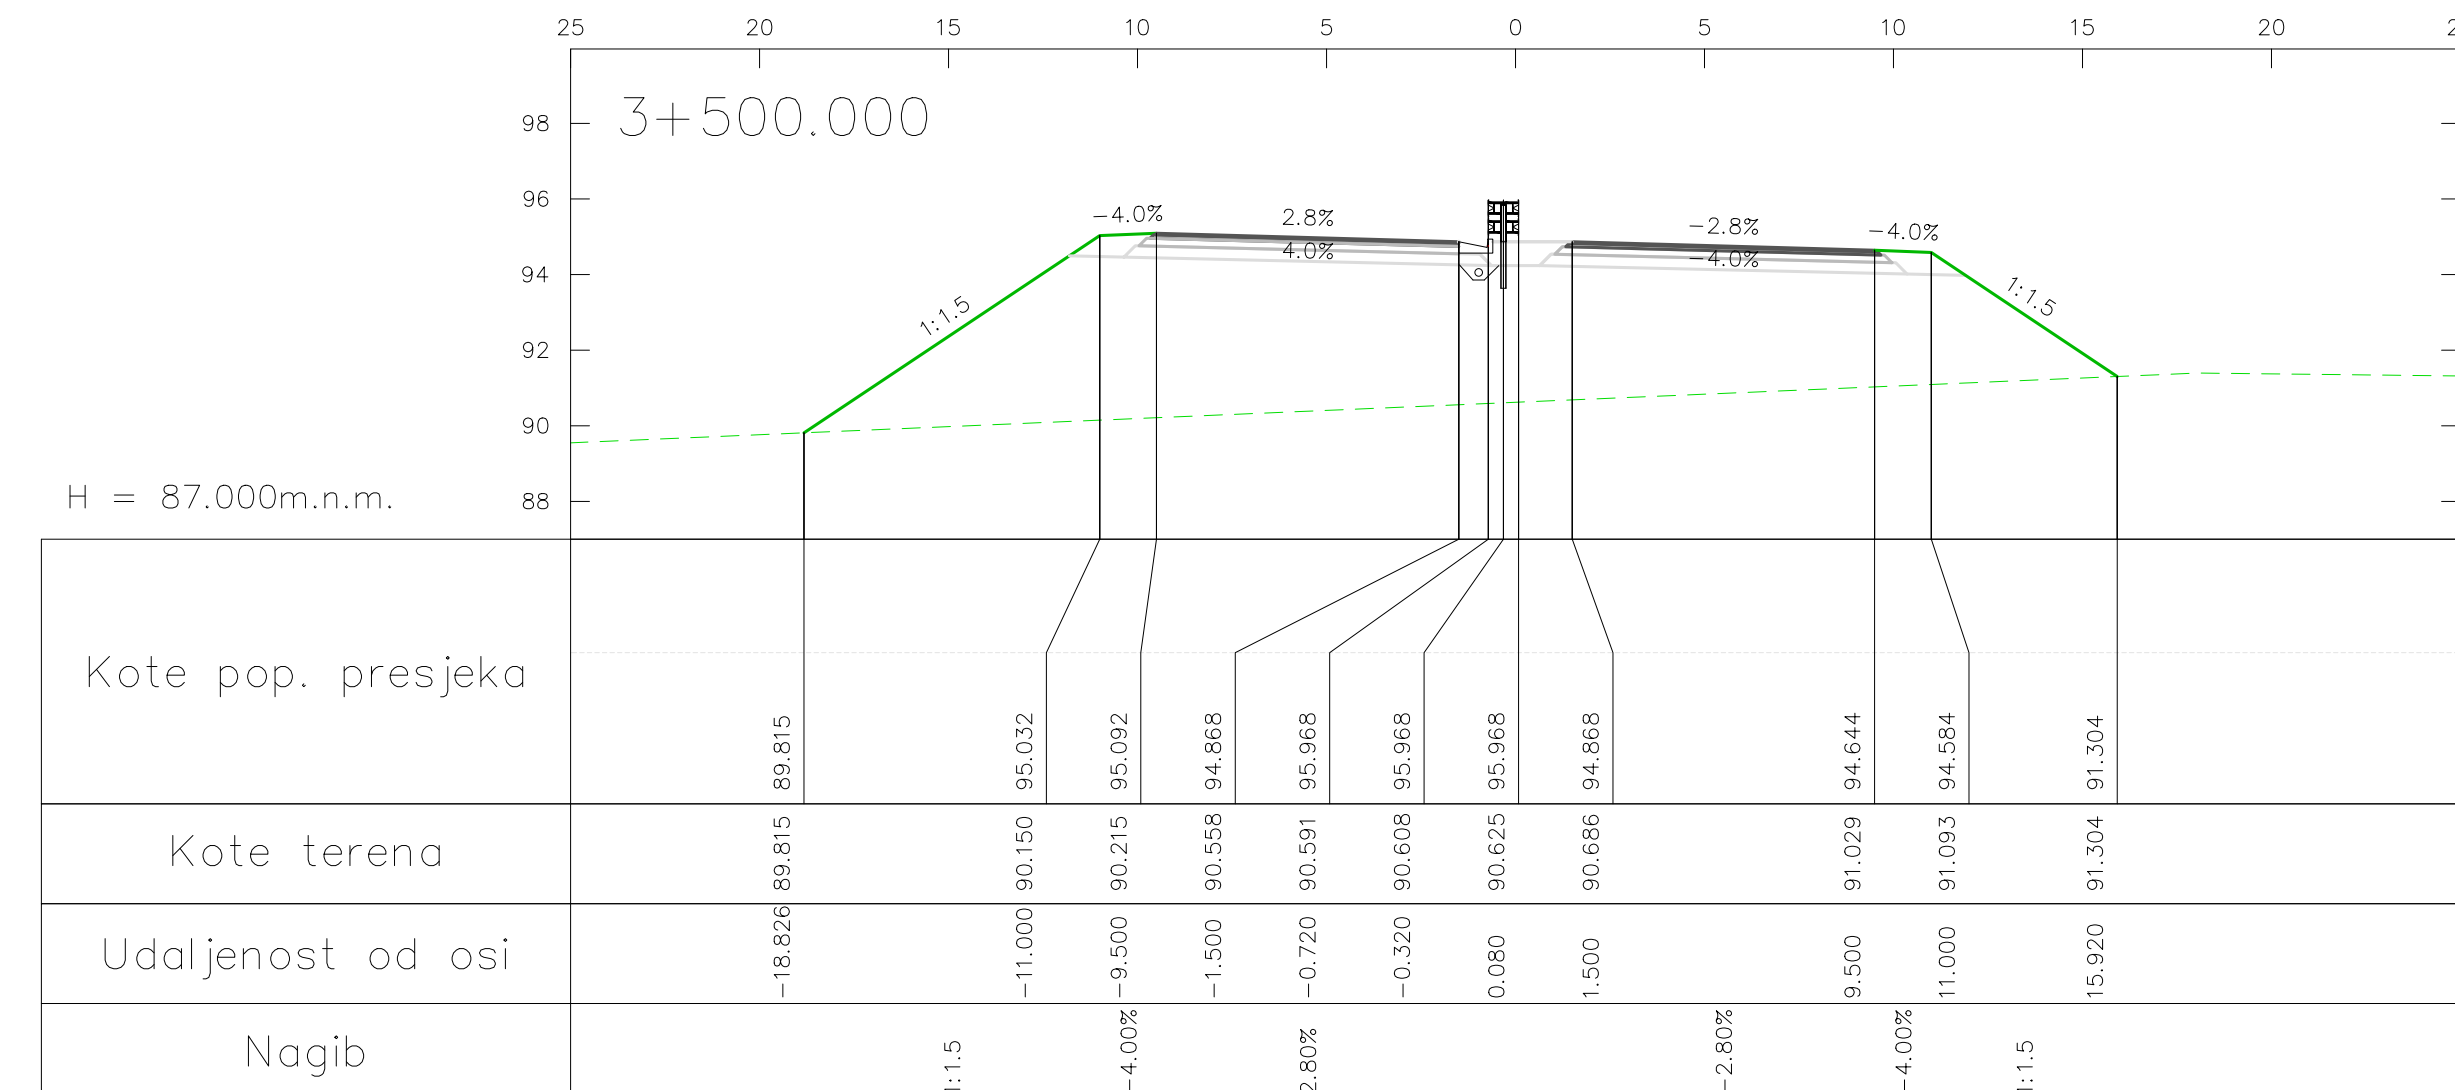 25 20 15 10 5 0 5 10 15 20
3+500.000
98
96
94
92
90
88
-4.0% 2.8% -2.8% -4.0%
4.0% -4.0%
1:1.5 1:1.5
H = 87.000m.n.m.
Kote pop. presjeka 89.815 95.032 95.092 94.868 95.968 95.968 95.968 94.868 94.644 94.584 91.304
Kote terena 89.815 90.150 90.215 90.558 90.591 90.608 90.625 90.686 91.029 91.093 91.304
Udaljenost od osi -18.826 -11.000 -9.500 -1.500 -0.720 -0.320 0.080 1.500 9.500 11.000 15.920
Nagib 1:1.5 -4.00% 2.80% -2.80% -4.00% 1:1.5